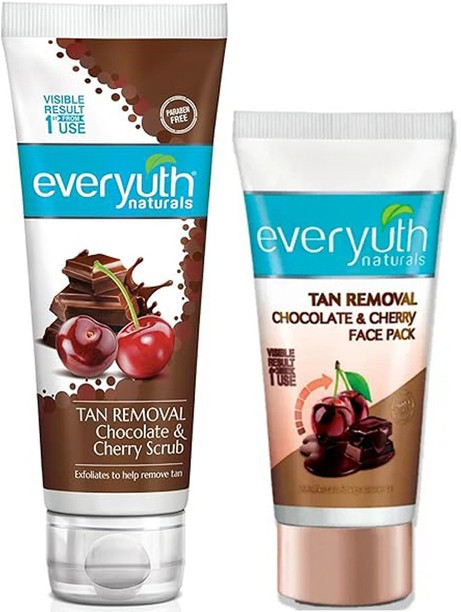 VISIBLE
RESULT
1ST FROM
USE
PARABEN
FREE
everyuth®
naturals
TAN REMOVAL
Chocolate &
Cherry Scrub
Exfoliates to help remove tan
everyuth
naturals
TAN REMOVAL
CHOCOLATE & CHERRY
FACE PACK
VISIBLE
RESULT
1 USE